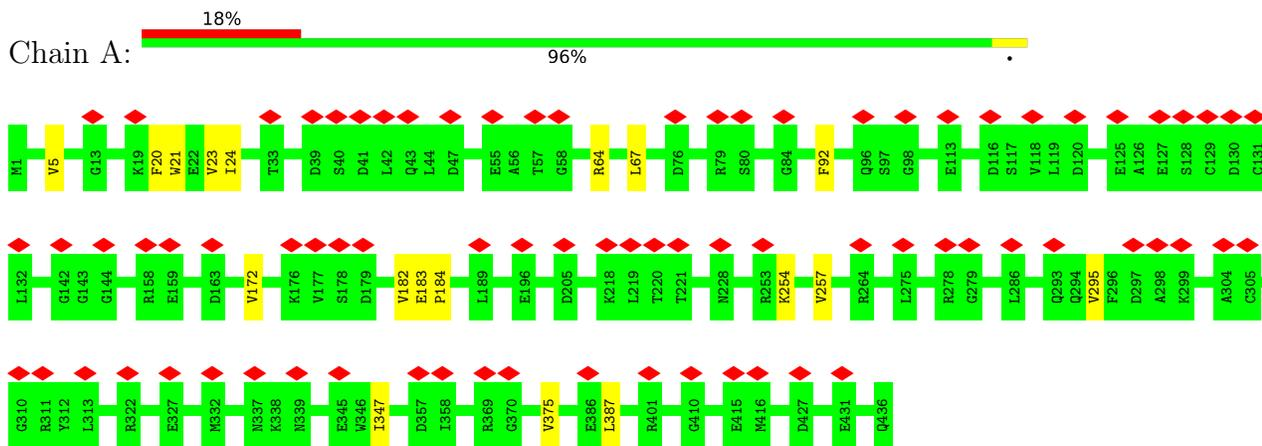 18%
Chain A:
96%
•
M1 V5 G13 K19 F20 W21 E22 V23 I24 T33 D39 S40 D41 L42 Q43 L44 D47 E55 A56 T57 G58 R64 L67 D76 R79 S80 G84 F92 Q96 S97 G98 E113 D116 S117 V118 L119 D120 E125 A126 E127 S128 C129 D130 C131
L132 G142 G143 G144 R158 E159 D163 V172 K176 V177 S178 D179 V182 E183 P184 L189 E196 D205 K218 L219 T220 T221 N228 R253 K254 V257 R264 L275 R278 G279 L286 Q293 Q294 V295 F296 D297 A298 K299 A304 C305
G310 R311 Y312 L313 R322 E327 M332 N337 K338 N339 E345 W346 I347 D357 I358 R369 G370 V375 E386 L387 R401 G410 E415 M416 D427 E431 Q436